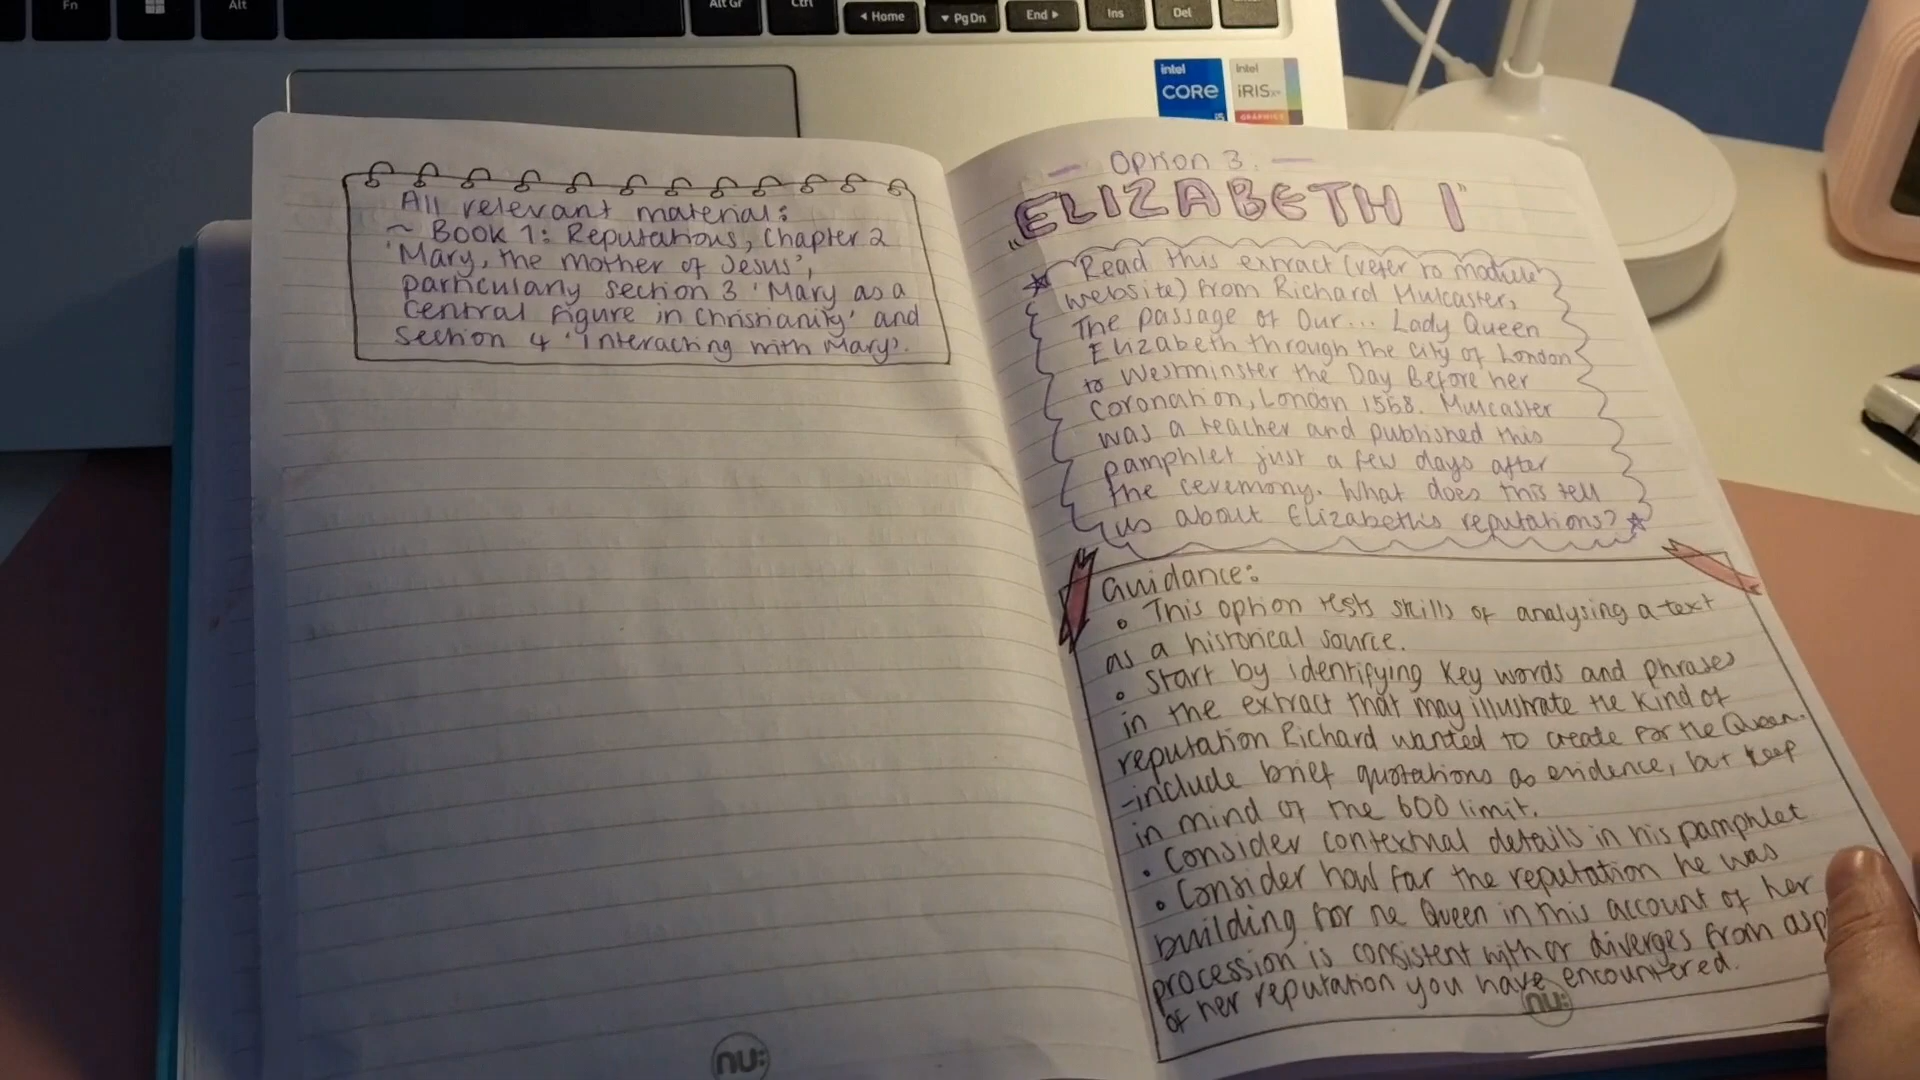 Fn
Alt
Alt Gr
Ctrl
Home
PgDn
End
Ins
Del
intel
CORE
i5
intel
iRIS xe
GRAPHICS
All relevant material:
~ Book 1: Reputations, Chapter 2
'Mary, the mother of Jesus',
particularly section 3 'Mary as a
Central Figure in Christianity' and
section 4 'Interacting with Mary'.
nu:
— Option 3. —
"ELIZABETH I"
Read this extract (refer to module
website) from Richard Mulcaster,
The passage of Our... Lady Queen
Elizabeth through the city of London
to Westminster the Day Before her
Coronation, London 1558. Mulcaster
was a teacher and published this
pamphlet just a few days after
the ceremony. What does this tell
us about Elizabeth's reputations?
Guidance:
• This option tests skills of analysing a text
as a historical source.
• Start by identifying key words and phrases
in the extract that may illustrate the kind of
reputation Richard wanted to create for the Queen.
-include brief quotations as evidence, but keep
in mind of the 600 limit.
• Consider contextual details in his pamphlet
• Consider how far the reputation he was
building for he Queen in this account of her
procession is consistent with or diverges from
of her reputation you have encountered.
nu: